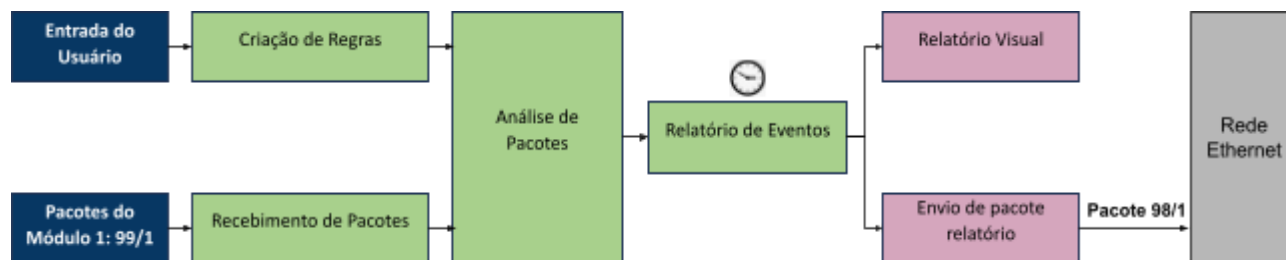 Entrada do
Usuário
Criação de Regras
Relatório Visual
Análise de
Pacotes
Relatório de Eventos
Rede
Ethernet
Pacotes do
Módulo 1: 99/1
Recebimento de Pacotes
Envio de pacote
relatório
Pacote 98/1